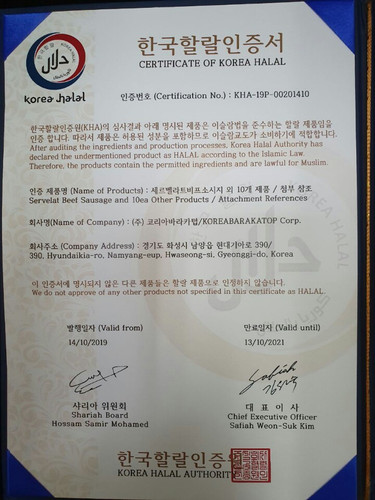 한국할랄인증원
KOREA HALAL AUTHORITY
حلال
korea halal
한국할랄인증서
CERTIFICATE OF KOREA HALAL
인증번호 (Certification No.) : KHA-19P-00201410
한국할랄인증원(KHA)의 심사결과 아래 명시된 제품은 이슬람법을 준수하는 할랄 제품임을
인증 합니다. 따라서 제품은 허용된 성분을 포함하므로 이슬람교도가 소비하기에 적합합니다.
After auditing the ingredients and production processes, Korea Halal Authority has
declared the undermentioned product as HALAL according to the Islamic Law.
Therefore, the products contain the permitted ingredients and are lawful for Muslim.
인증 제품명 (Name of Products) : 세르벨라트비프소시지 외 10개 제품 / 첨부 참조
Servelat Beef Sausage and 10ea Other Products / Attachment References
회사명(Name of Company) : (주) 코리아바라카탑/KOREABARAKATOP Corp.
회사주소 (Company Address) : 경기도 화성시 남양읍 현대기아로 390/
390, Hyundaikia-ro, Namyang-eup, Hwaseong-si, Gyeonggi-do, Korea
이 인증서에 명시되지 않은 다른 제품들은 할랄 제품으로 인정하지 않습니다.
We do not approve of any other products not specified in this certificate as HALAL.
발행일자 (Valid from)
만료일자 (Valid until)
14/10/2019
13/10/2021
Safiah
김원숙
샤리아 위원회
대 표 이 사
Shariah Board
Chief Executive Officer
Hossam Samir Mohamed
Safiah Weon-Suk Kim
한국할랄인증원
KOREA HALAL AUTHORITY